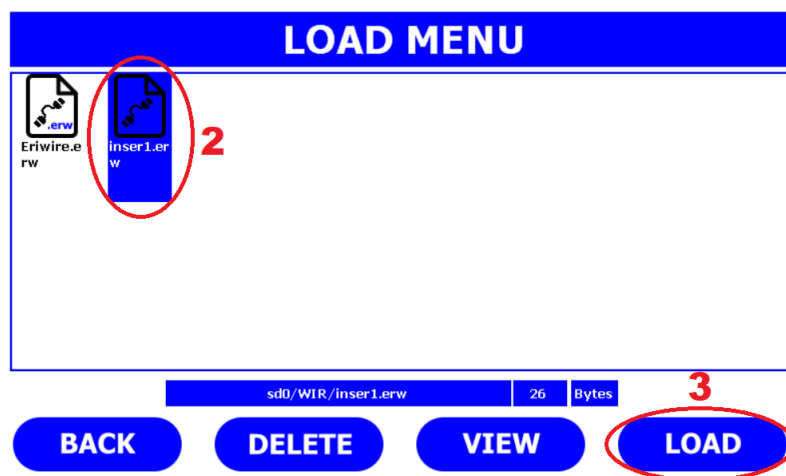 LOAD MENU
.erw
Eriwire.e
rw
inser1.er
w
2
sd0/WIR/inser1.erw 26 Bytes
3
BACK DELETE VIEW LOAD